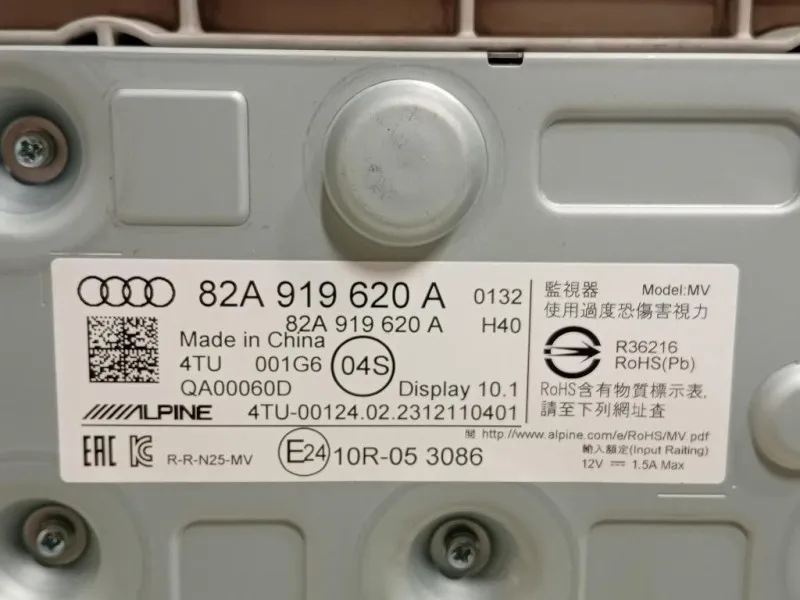 82A 919 620 A 0132
82A 919 620 A H40
Made in China
4TU 001G6 04S
QA00060D Display 10.1
ALPINE 4TU-00124.02.2312110401
EAC KC R-R-N25-MV E24 10R-05 3086
監視器 Model:MV
使用過度恐傷害視力
R36216
RoHS(Pb)
RoHS含有物質標示表,
請至下列網址查
閱 http://www.alpine.com/e/RoHS/MV.pdf
輸入額定(Input Raiting)
12V 1.5A Max